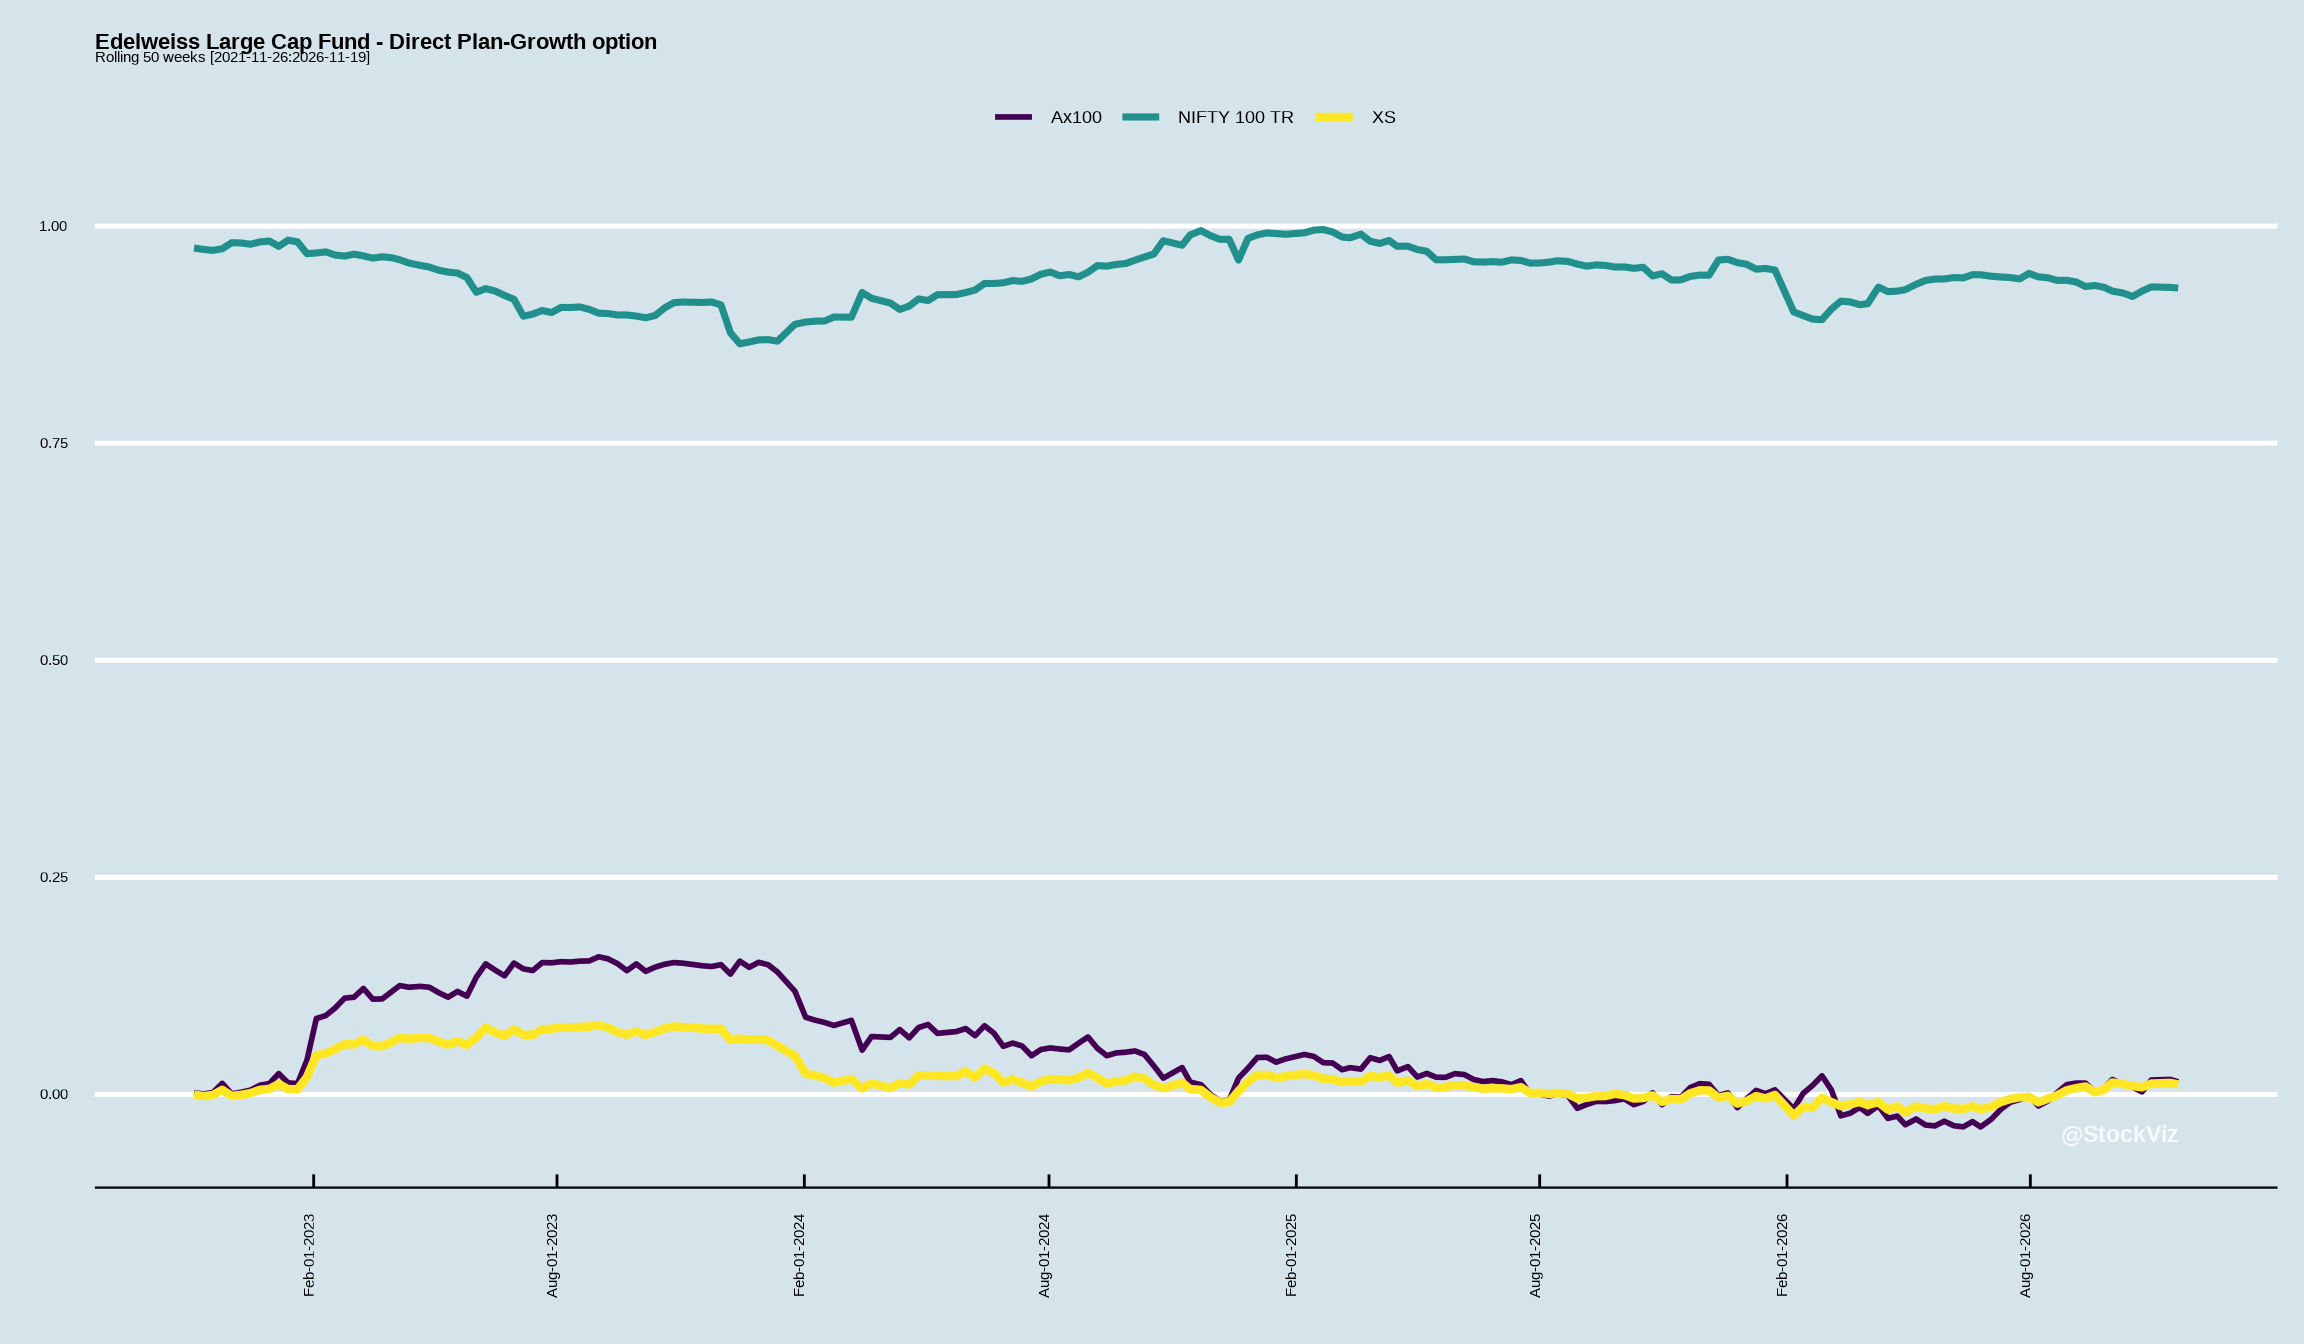 Edelweiss Large Cap Fund - Direct Plan-Growth option
Rolling 50 weeks [2021-11-26:2026-11-19]
Ax100 NIFTY 100 TR XS
1.00
0.75
0.50
0.25
0.00
@StockViz
Feb-01-2023
Aug-01-2023
Feb-01-2024
Aug-01-2024
Feb-01-2025
Aug-01-2025
Feb-01-2026
Aug-01-2026